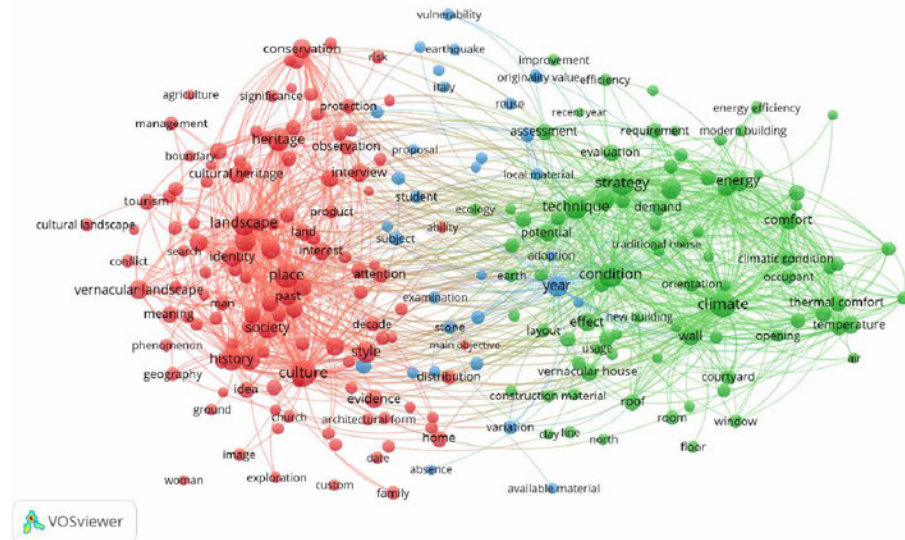 vulnerability
conservation
earthquake
risk
improvement
italy
originality value
efficiency
agriculture
significance
protection
reuse
recent year
energy efficiency
management
heritage
observation
assessment
requirement
modern building
boundary
proposal
evaluation
cultural heritage
interview
local material
strategy
energy
tourism
student
technique
demand
cultural landscape
landscape
product
ecology
potential
comfort
land
ability
search
interest
subject
traditional house
conflict
identity
adoption
climatic condition
place
attention
earth
condition
occupant
vernacular landscape
past
year
orientation
man
examination
climate
thermal comfort
meaning
society
decade
stone
layout
effect
new building
temperature
phenomenon
history
style
main objective
usage
wall
opening
geography
culture
distribution
vernacular house
air
idea
evidence
construction material
courtyard
ground
church
architectural form
roof
room
window
home
variation
clay
line
north
floor
image
date
woman
exploration
custom
family
absence
available material
VOSviewer